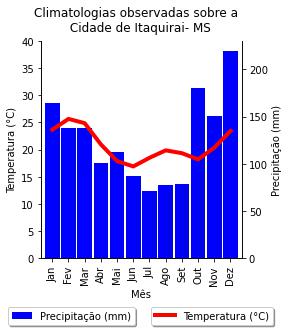 Climatologias observadas sobre a
Cidade de Itaquirai- MS
Temperatura (°C)
40
35
30
25
20
15
10
5
0
Precipitação (mm)
200
150
100
50
0
Jan
Fev
Mar
Abr
Mai
Jun
Jul
Ago
Set
Out
Nov
Dez
Mês
Precipitação (mm)
Temperatura (°C)